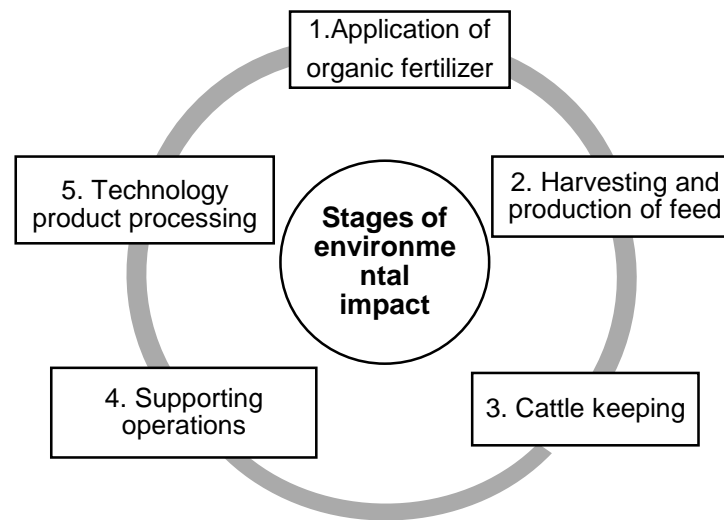 1.Application of
organic fertilizer
2. Harvesting and
production of feed
3. Cattle keeping
4. Supporting
operations
5. Technology
product processing
Stages of
environme
ntal
impact